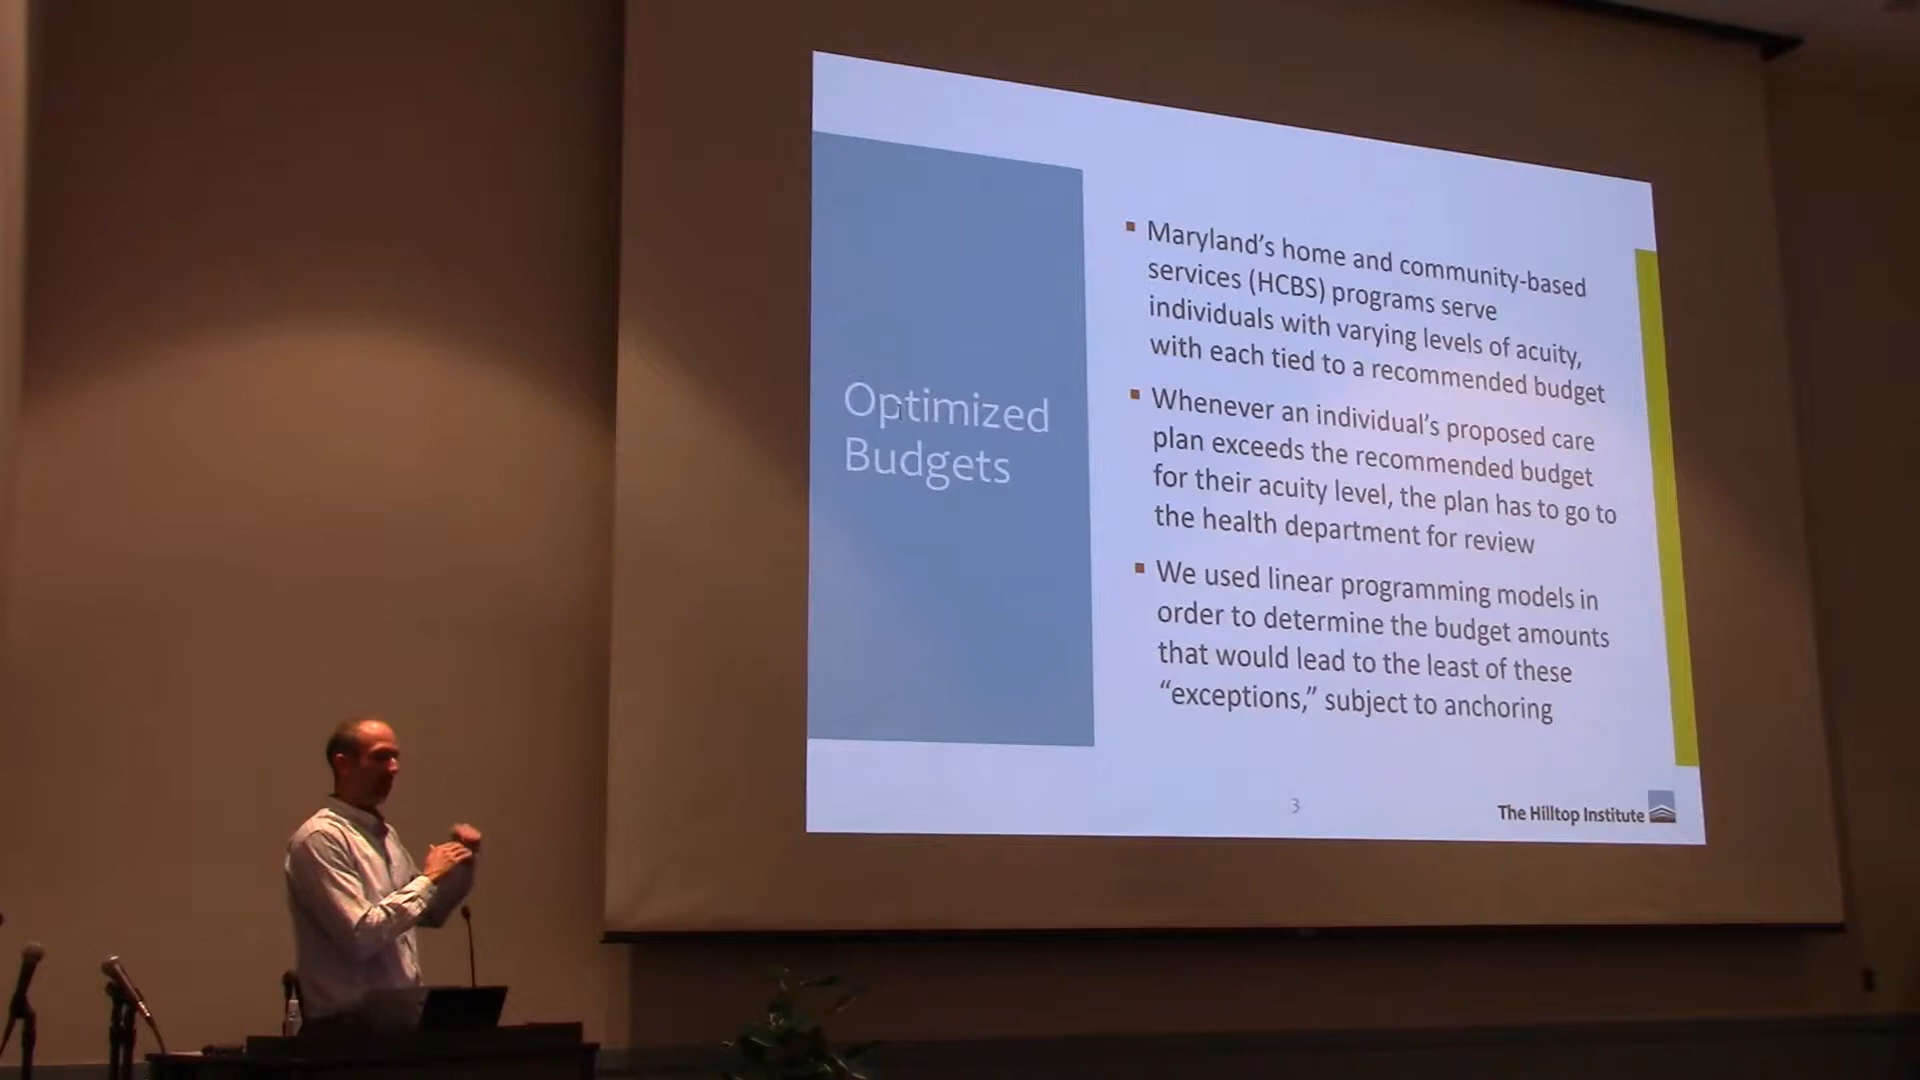 Optimized
Budgets
Maryland’s home and community-based
services (HCBS) programs serve
individuals with varying levels of acuity,
with each tied to a recommended budget
Whenever an individual’s proposed care
plan exceeds the recommended budget
for their acuity level, the plan has to go to
the health department for review
We used linear programming models in
order to determine the budget amounts
that would lead to the least of these
“exceptions,” subject to anchoring
3
The Hilltop Institute